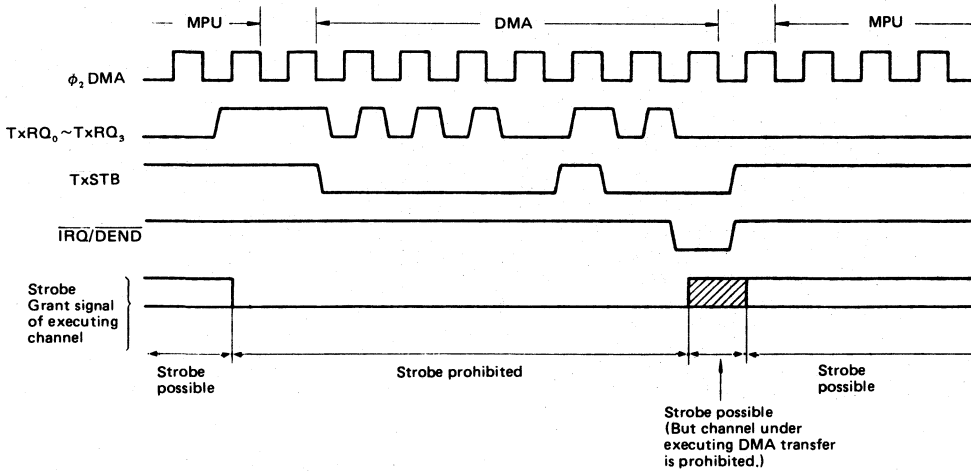 MPU
DMA
MPU
φ₂ DMA
TxRQ₀~TxRQ₃
TxSTB
IRQ/DEND
Strobe
Grant signal
of executing
channel
Strobe
possible
Strobe prohibited
Strobe
possible
Strobe possible
(But channel under
executing DMA transfer
is prohibited.)